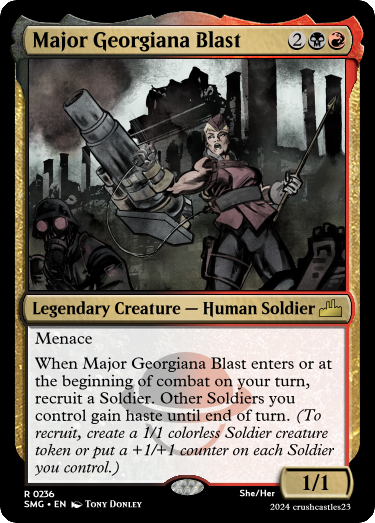 Major Georgiana Blast 2
Legendary Creature — Human Soldier
Menace
When Major Georgiana Blast enters or at
the beginning of combat on your turn,
recruit a Soldier. Other Soldiers you
control gain haste until end of turn. (To
recruit, create a 1/1 colorless Soldier creature
token or put a +1/+1 counter on each Soldier
you control.)
1/1
R 0236
SMG • EN Tony Donley
She/Her
2024 crushcastles23